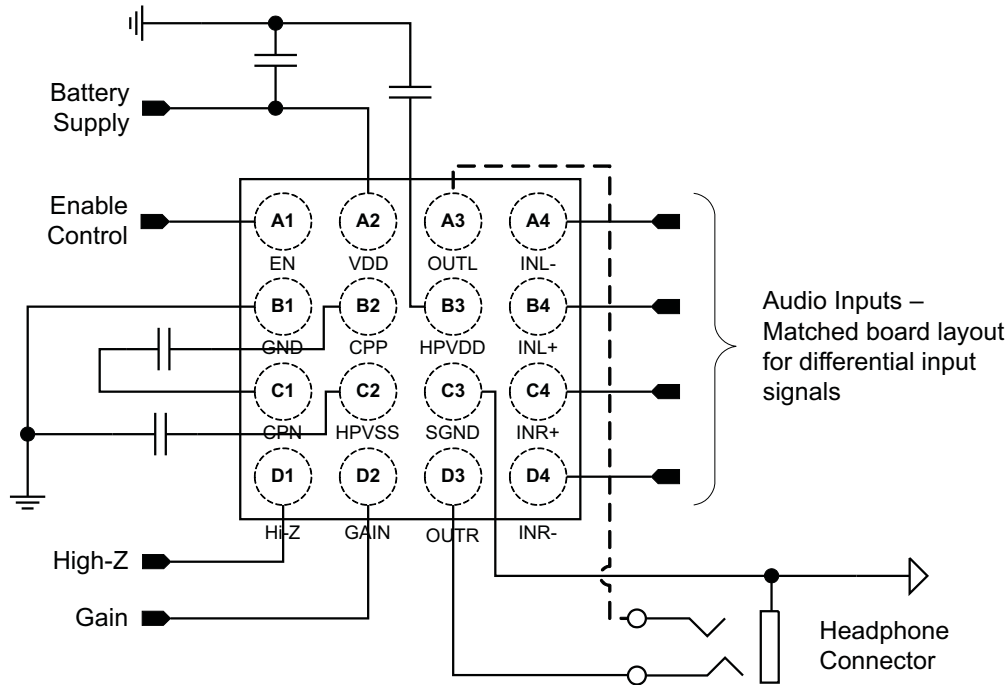 Battery
Supply
Enable
Control
A1 A2 A3 A4
EN VDD OUTL INL-
B1 B2 B3 B4
GND CPP HPVDD INL+
C1 C2 C3 C4
CPN HPVSS SGND INR+
D1 D2 D3 D4
Hi-Z GAIN OUTR INR-
Audio Inputs –
Matched board layout
for differential input
signals
High-Z
Gain
Headphone
Connector